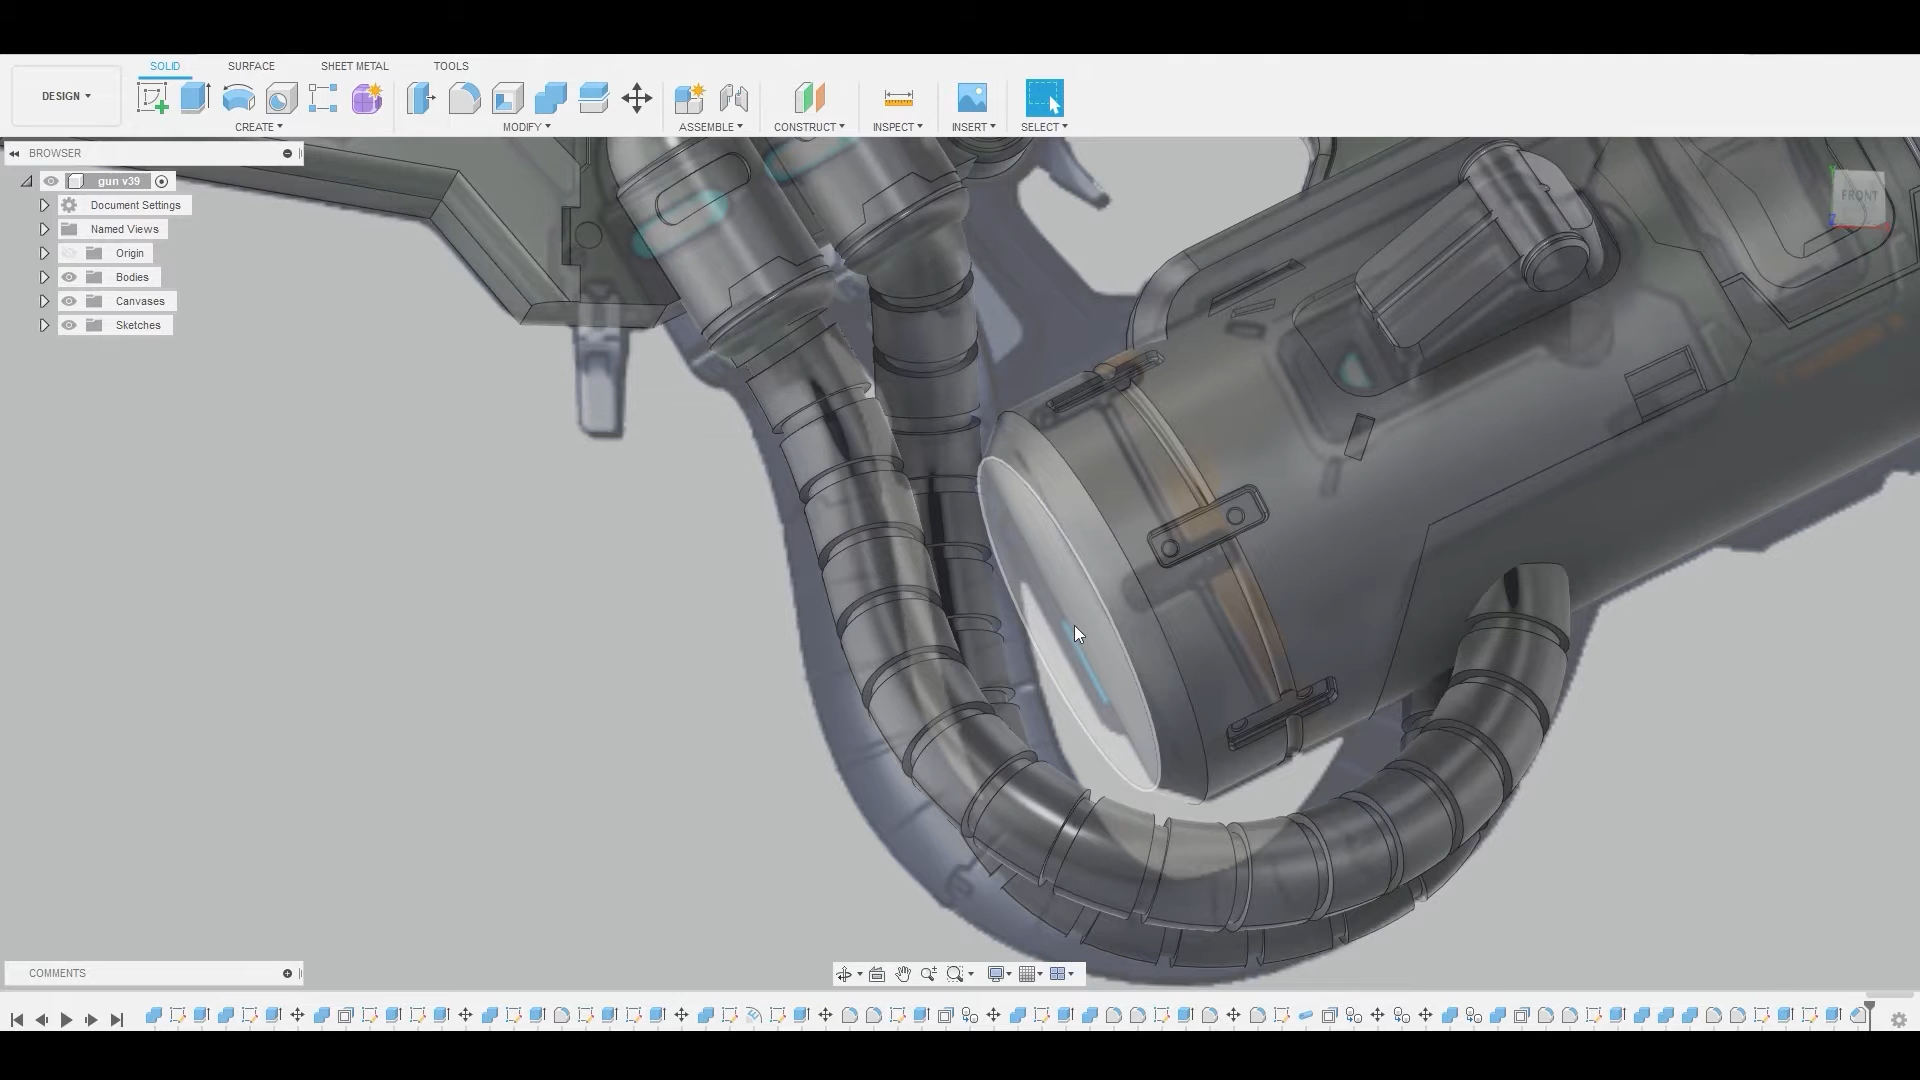 SOLID SURFACE SHEET METAL TOOLS
DESIGN
CREATE MODIFY ASSEMBLE CONSTRUCT INSPECT INSERT SELECT
BROWSER
gun v39
Document Settings
Named Views
Origin
Bodies
Canvases
Sketches
FRONT
Y
Z
COMMENTS